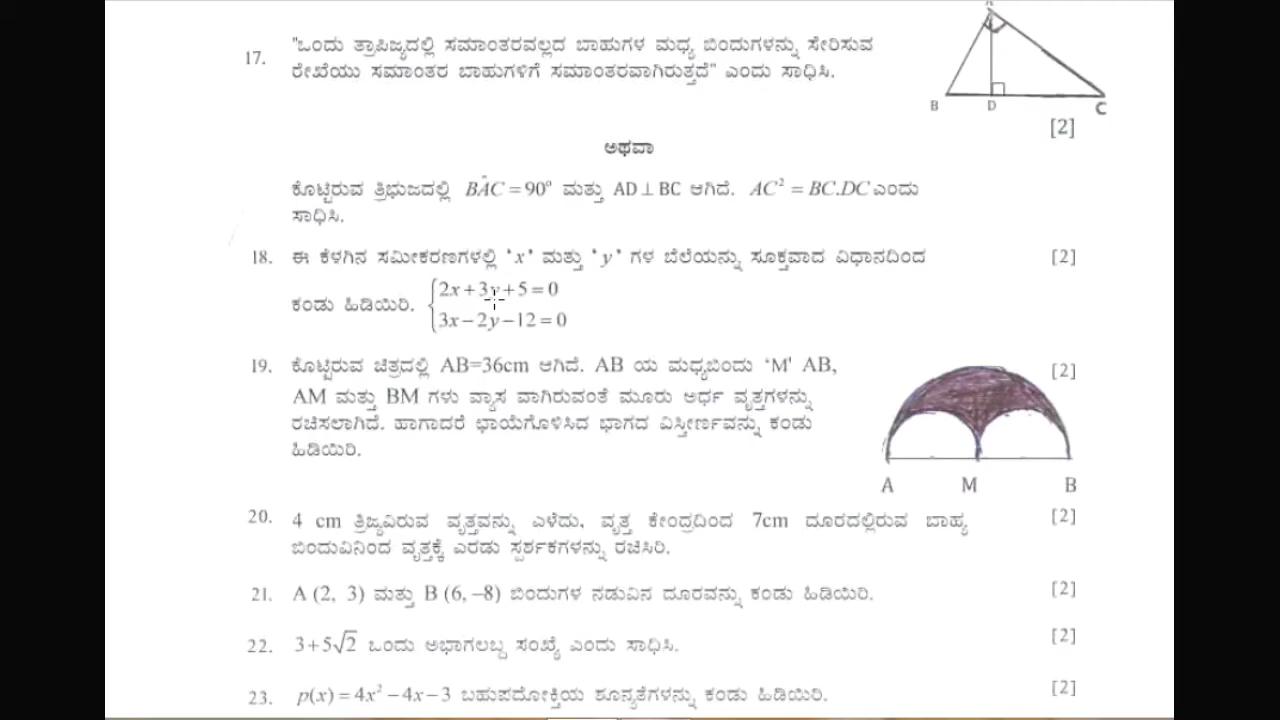 A
17. "ಒಂದು ತ್ರಾಪಿಜ್ಯದಲ್ಲಿ ಸಮಾಂತರವಲ್ಲದ ಬಾಹುಗಳ ಮಧ್ಯ ಬಿಂದುಗಳನ್ನು ಸೇರಿಸುವ
ರೇಖೆಯು ಸಮಾಂತರ ಬಾಹುಗಳಿಗೆ ಸಮಾಂತರವಾಗಿರುತ್ತದೆ" ಎಂದು ಸಾಧಿಸಿ.
B D C
[2]
ಅಥವಾ
ಕೊಟ್ಟಿರುವ ತ್ರಿಭುಜದಲ್ಲಿ BÂC = 90° ಮತ್ತು AD ⊥ BC ಆಗಿದೆ. AC² = BC.DC ಎಂದು
ಸಾಧಿಸಿ.
18. ಈ ಕೆಳಗಿನ ಸಮೀಕರಣಗಳಲ್ಲಿ 'x' ಮತ್ತು 'y' ಗಳ ಬೆಲೆಯನ್ನು ಸೂಕ್ತವಾದ ವಿಧಾನದಿಂದ [2]
ಕಂಡು ಹಿಡಿಯಿರಿ. {2x + 3y + 5 = 0
3x − 2y − 12 = 0
19. ಕೊಟ್ಟಿರುವ ಚಿತ್ರದಲ್ಲಿ AB=36cm ಆಗಿದೆ. AB ಯ ಮಧ್ಯಬಿಂದು 'M' AB, [2]
AM ಮತ್ತು BM ಗಳು ವ್ಯಾಸ ವಾಗಿರುವಂತೆ ಮೂರು ಅರ್ಧ ವೃತ್ತಗಳನ್ನು
ರಚಿಸಲಾಗಿದೆ. ಹಾಗಾದರೆ ಛಾಯೆಗೊಳಿಸಿದ ಭಾಗದ ವಿಸ್ತೀರ್ಣವನ್ನು ಕಂಡು
ಹಿಡಿಯಿರಿ.
A M B
20. 4 cm ತ್ರಿಜ್ಯವಿರುವ ವೃತ್ತವನ್ನು ಎಳೆದು, ವೃತ್ತ ಕೇಂದ್ರದಿಂದ 7cm ದೂರದಲ್ಲಿರುವ ಬಾಹ್ಯ [2]
ಬಿಂದುವಿನಿಂದ ವೃತ್ತಕ್ಕೆ ಎರಡು ಸ್ಪರ್ಶಕಗಳನ್ನು ರಚಿಸಿರಿ.
21. A (2, 3) ಮತ್ತು B (6, −8) ಬಿಂದುಗಳ ನಡುವಿನ ದೂರವನ್ನು ಕಂಡು ಹಿಡಿಯಿರಿ. [2]
22. 3+5√2 ಒಂದು ಅಭಾಗಲಬ್ದ ಸಂಖ್ಯೆ ಎಂದು ಸಾಧಿಸಿ. [2]
23. p(x) = 4x² − 4x − 3 ಬಹುಪದೋಕ್ತಿಯ ಶೂನ್ಯತೆಗಳನ್ನು ಕಂಡು ಹಿಡಿಯಿರಿ. [2]